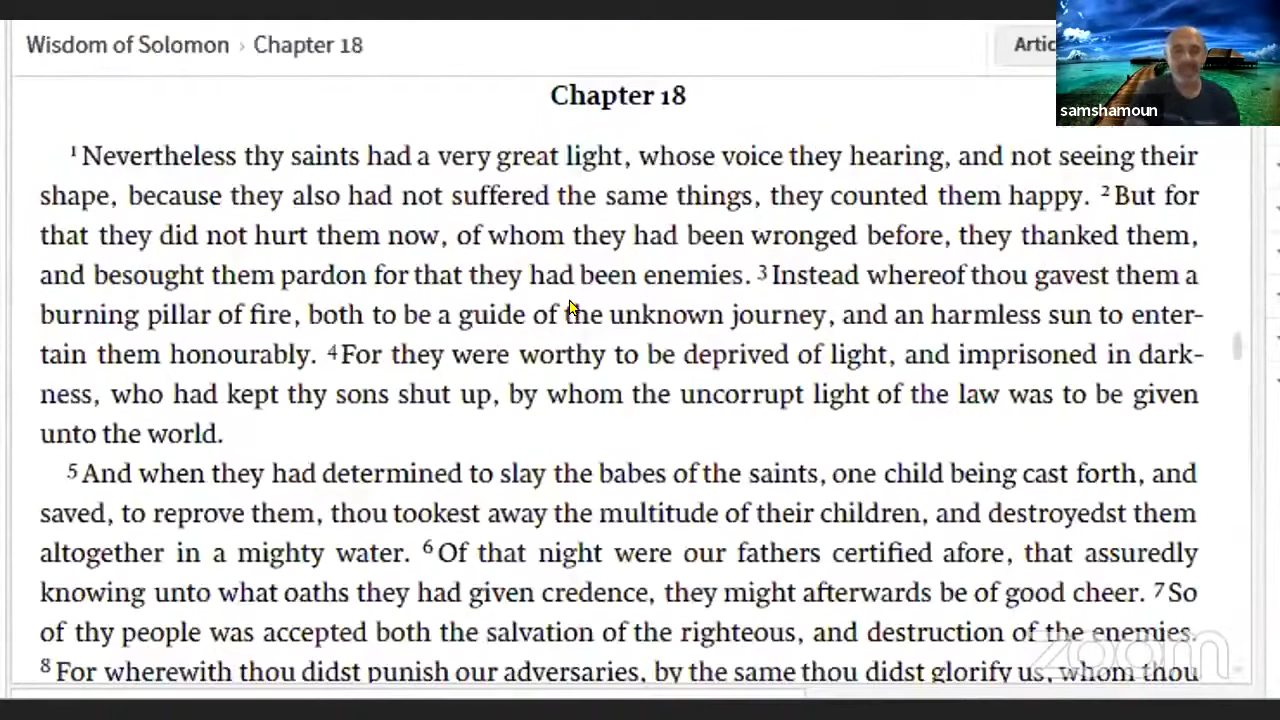 Wisdom of Solomon › Chapter 18
Artic
samshamoun
Chapter 18
1 Nevertheless thy saints had a very great light, whose voice they hearing, and not seeing their
shape, because they also had not suffered the same things, they counted them happy. 2 But for
that they did not hurt them now, of whom they had been wronged before, they thanked them,
and besought them pardon for that they had been enemies. 3 Instead whereof thou gavest them a
burning pillar of fire, both to be a guide of the unknown journey, and an harmless sun to enter-
tain them honourably. 4 For they were worthy to be deprived of light, and imprisoned in dark-
ness, who had kept thy sons shut up, by whom the uncorrupt light of the law was to be given
unto the world.
5 And when they had determined to slay the babes of the saints, one child being cast forth, and
saved, to reprove them, thou tookest away the multitude of their children, and destroyedst them
altogether in a mighty water. 6 Of that night were our fathers certified afore, that assuredly
knowing unto what oaths they had given credence, they might afterwards be of good cheer. 7 So
of thy people was accepted both the salvation of the righteous, and destruction of the enemies.
8 For wherewith thou didst punish our adversaries, by the same thou didst glorify us, whom thou
zoom